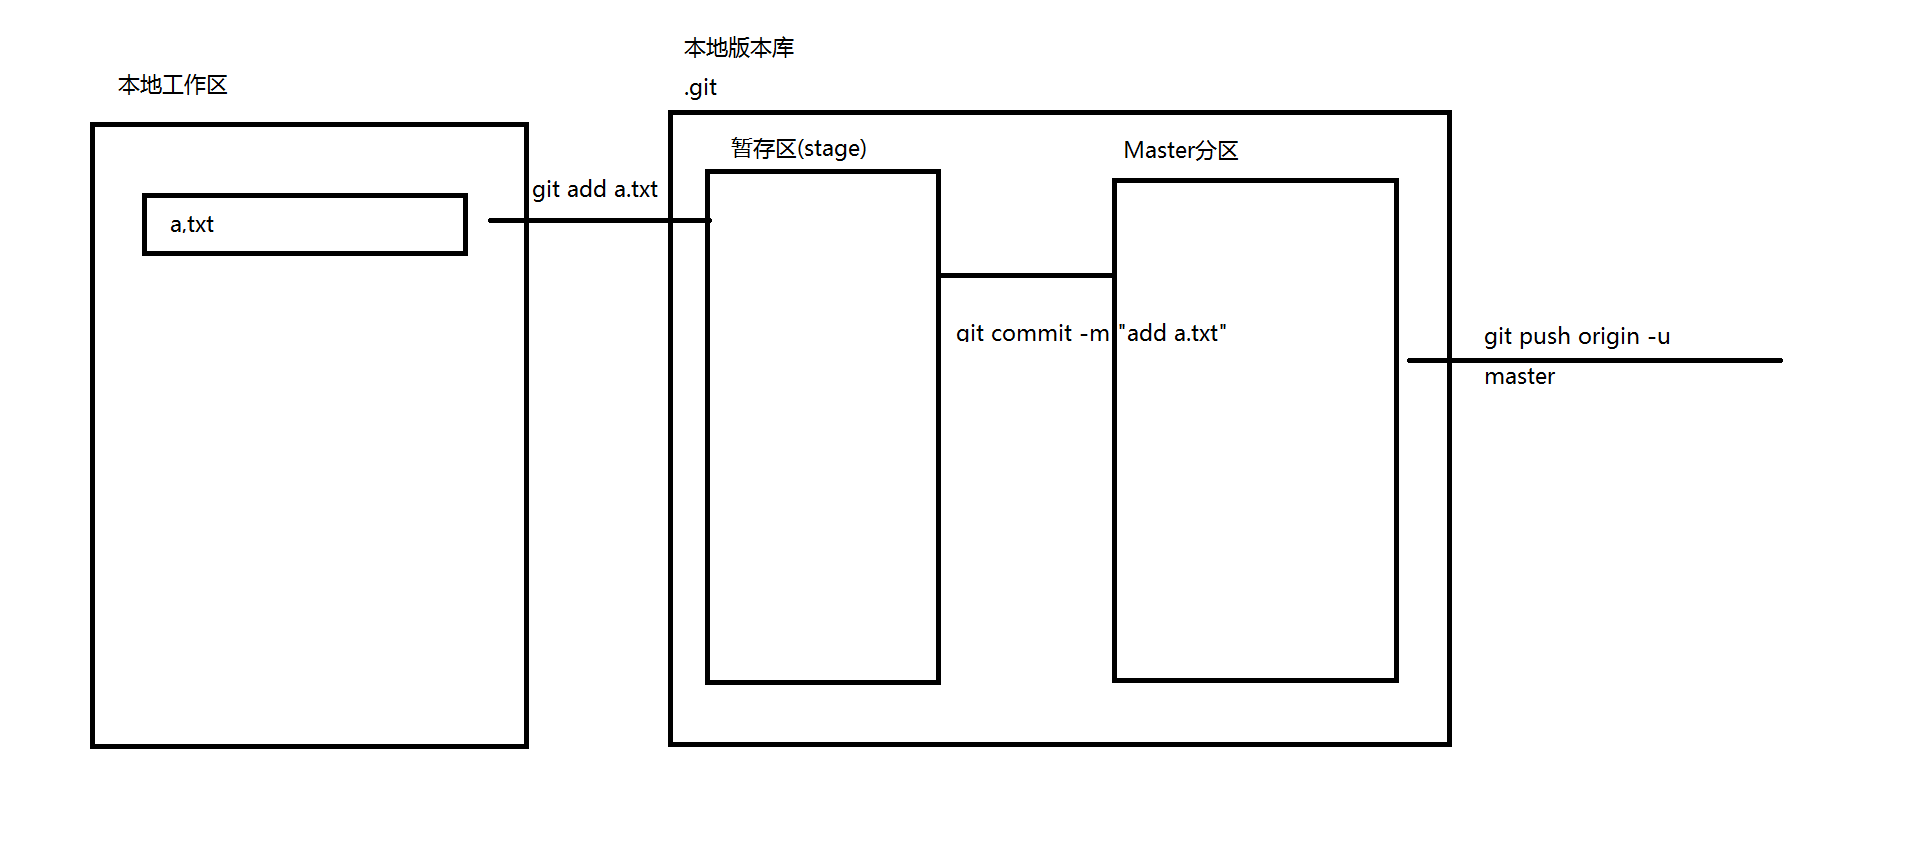 本地版本库
.git
本地工作区
暂存区(stage)
Master分区
git add a.txt
a,txt
git commit -m "add a.txt"
git push origin -u
master